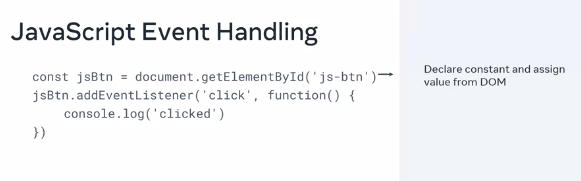 JavaScript Event Handling
const jsBtn = document.getElementById('js-btn')
jsBtn.addEventListener('click', function() {
    console.log('clicked')
})
Declare constant and assign
value from DOM